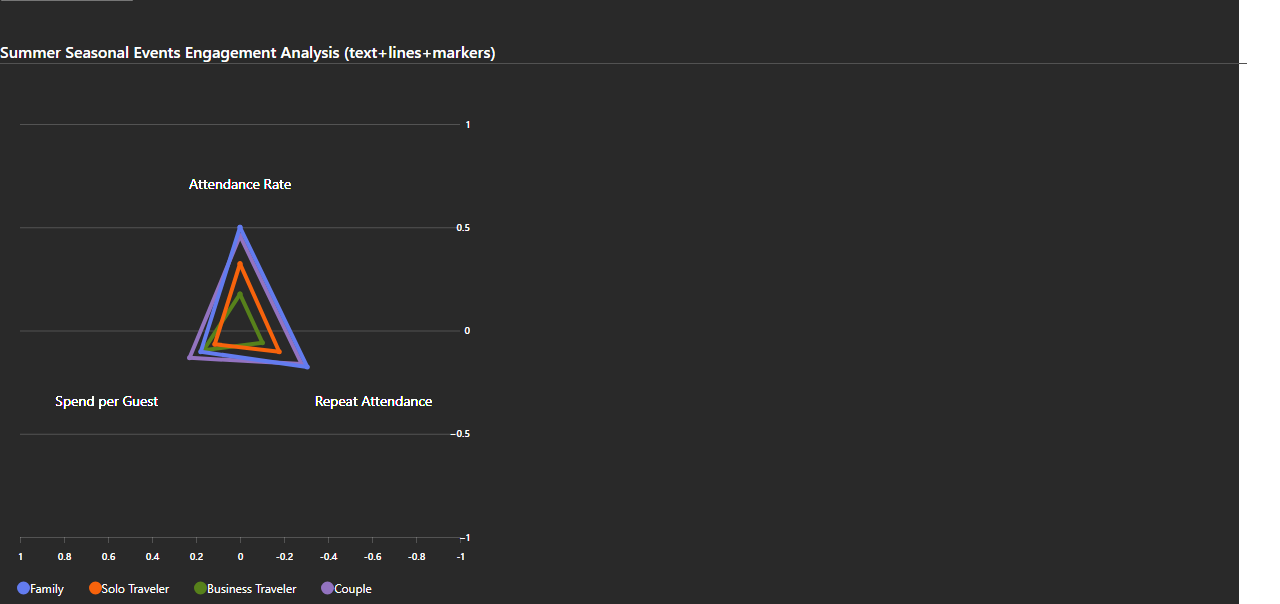 Summer Seasonal Events Engagement Analysis (text+lines+markers)
1
Attendance Rate
0.5
0
Spend per Guest
Repeat Attendance
−0.5
−1
1 0.8 0.6 0.4 0.2 0 -0.2 -0.4 -0.6 -0.8 -1
Family Solo Traveler Business Traveler Couple